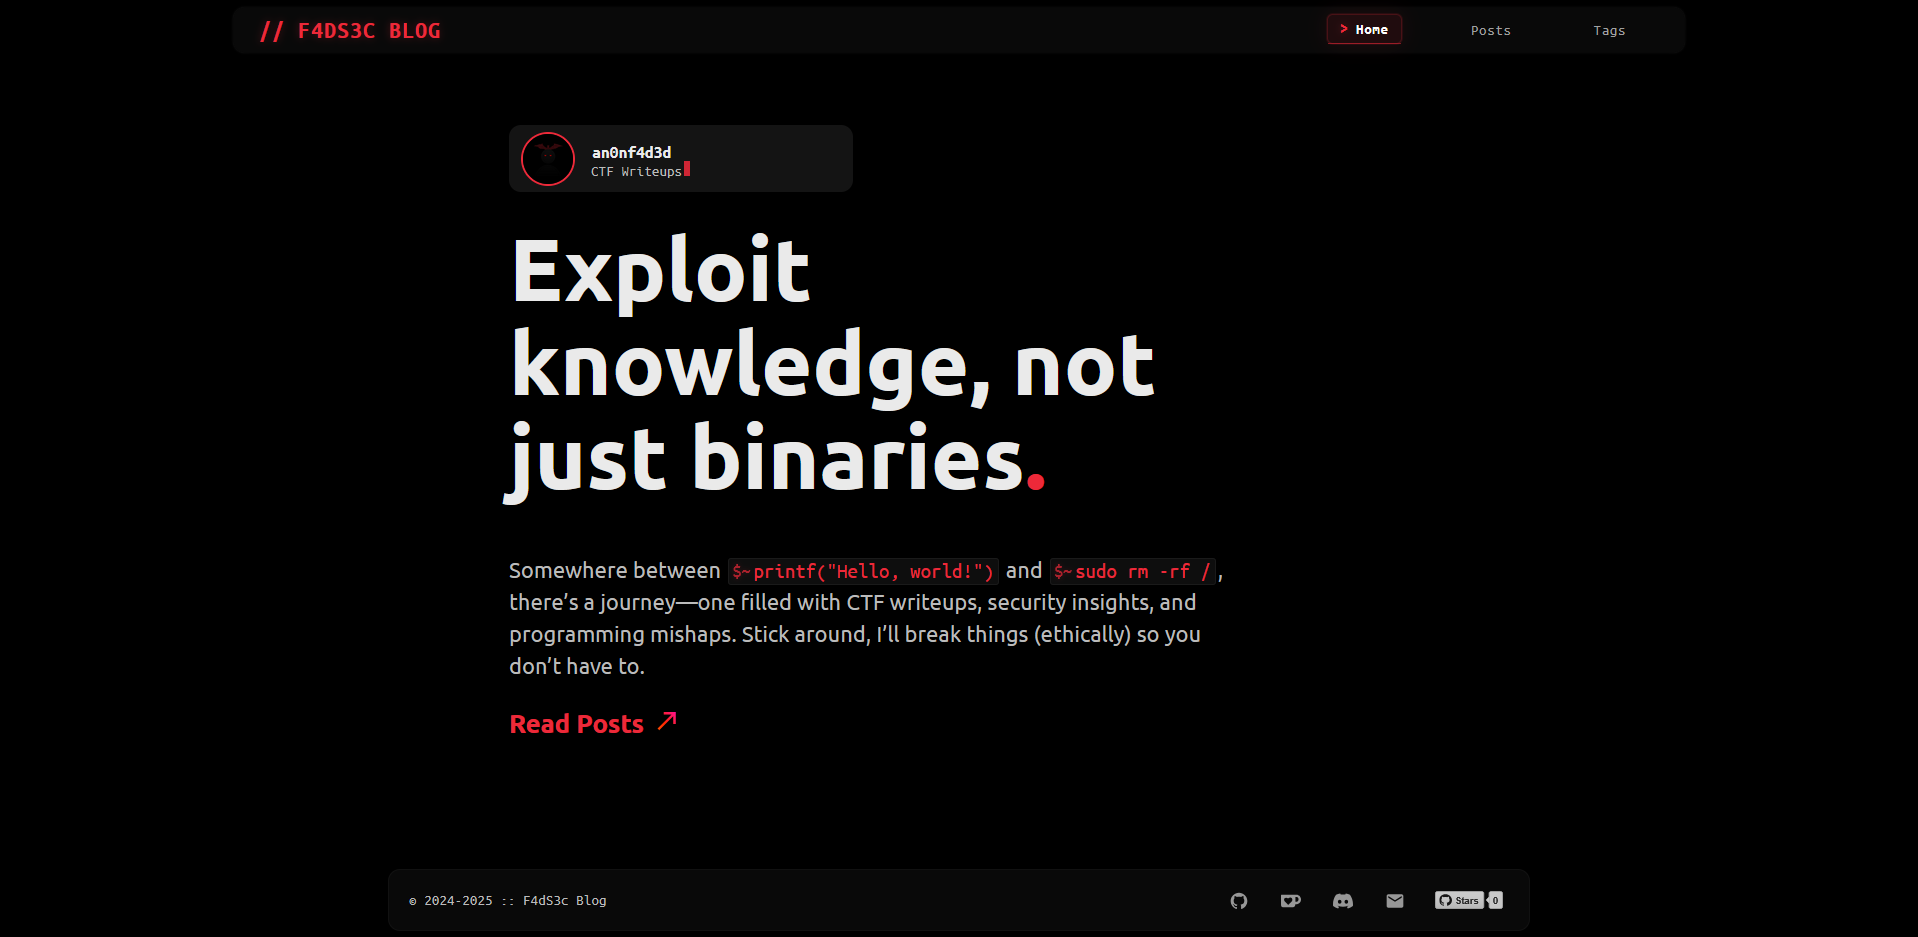 // F4DS3C BLOG
> Home
Posts
Tags
an0nf4d3d
CTF Writeups
Exploit
knowledge, not
just binaries.
Somewhere between $~printf("Hello, world!") and $~sudo rm -rf /,
there’s a journey—one filled with CTF writeups, security insights, and
programming mishaps. Stick around, I’ll break things (ethically) so you
don’t have to.
Read Posts
© 2024-2025 :: F4dS3c Blog
Stars 0